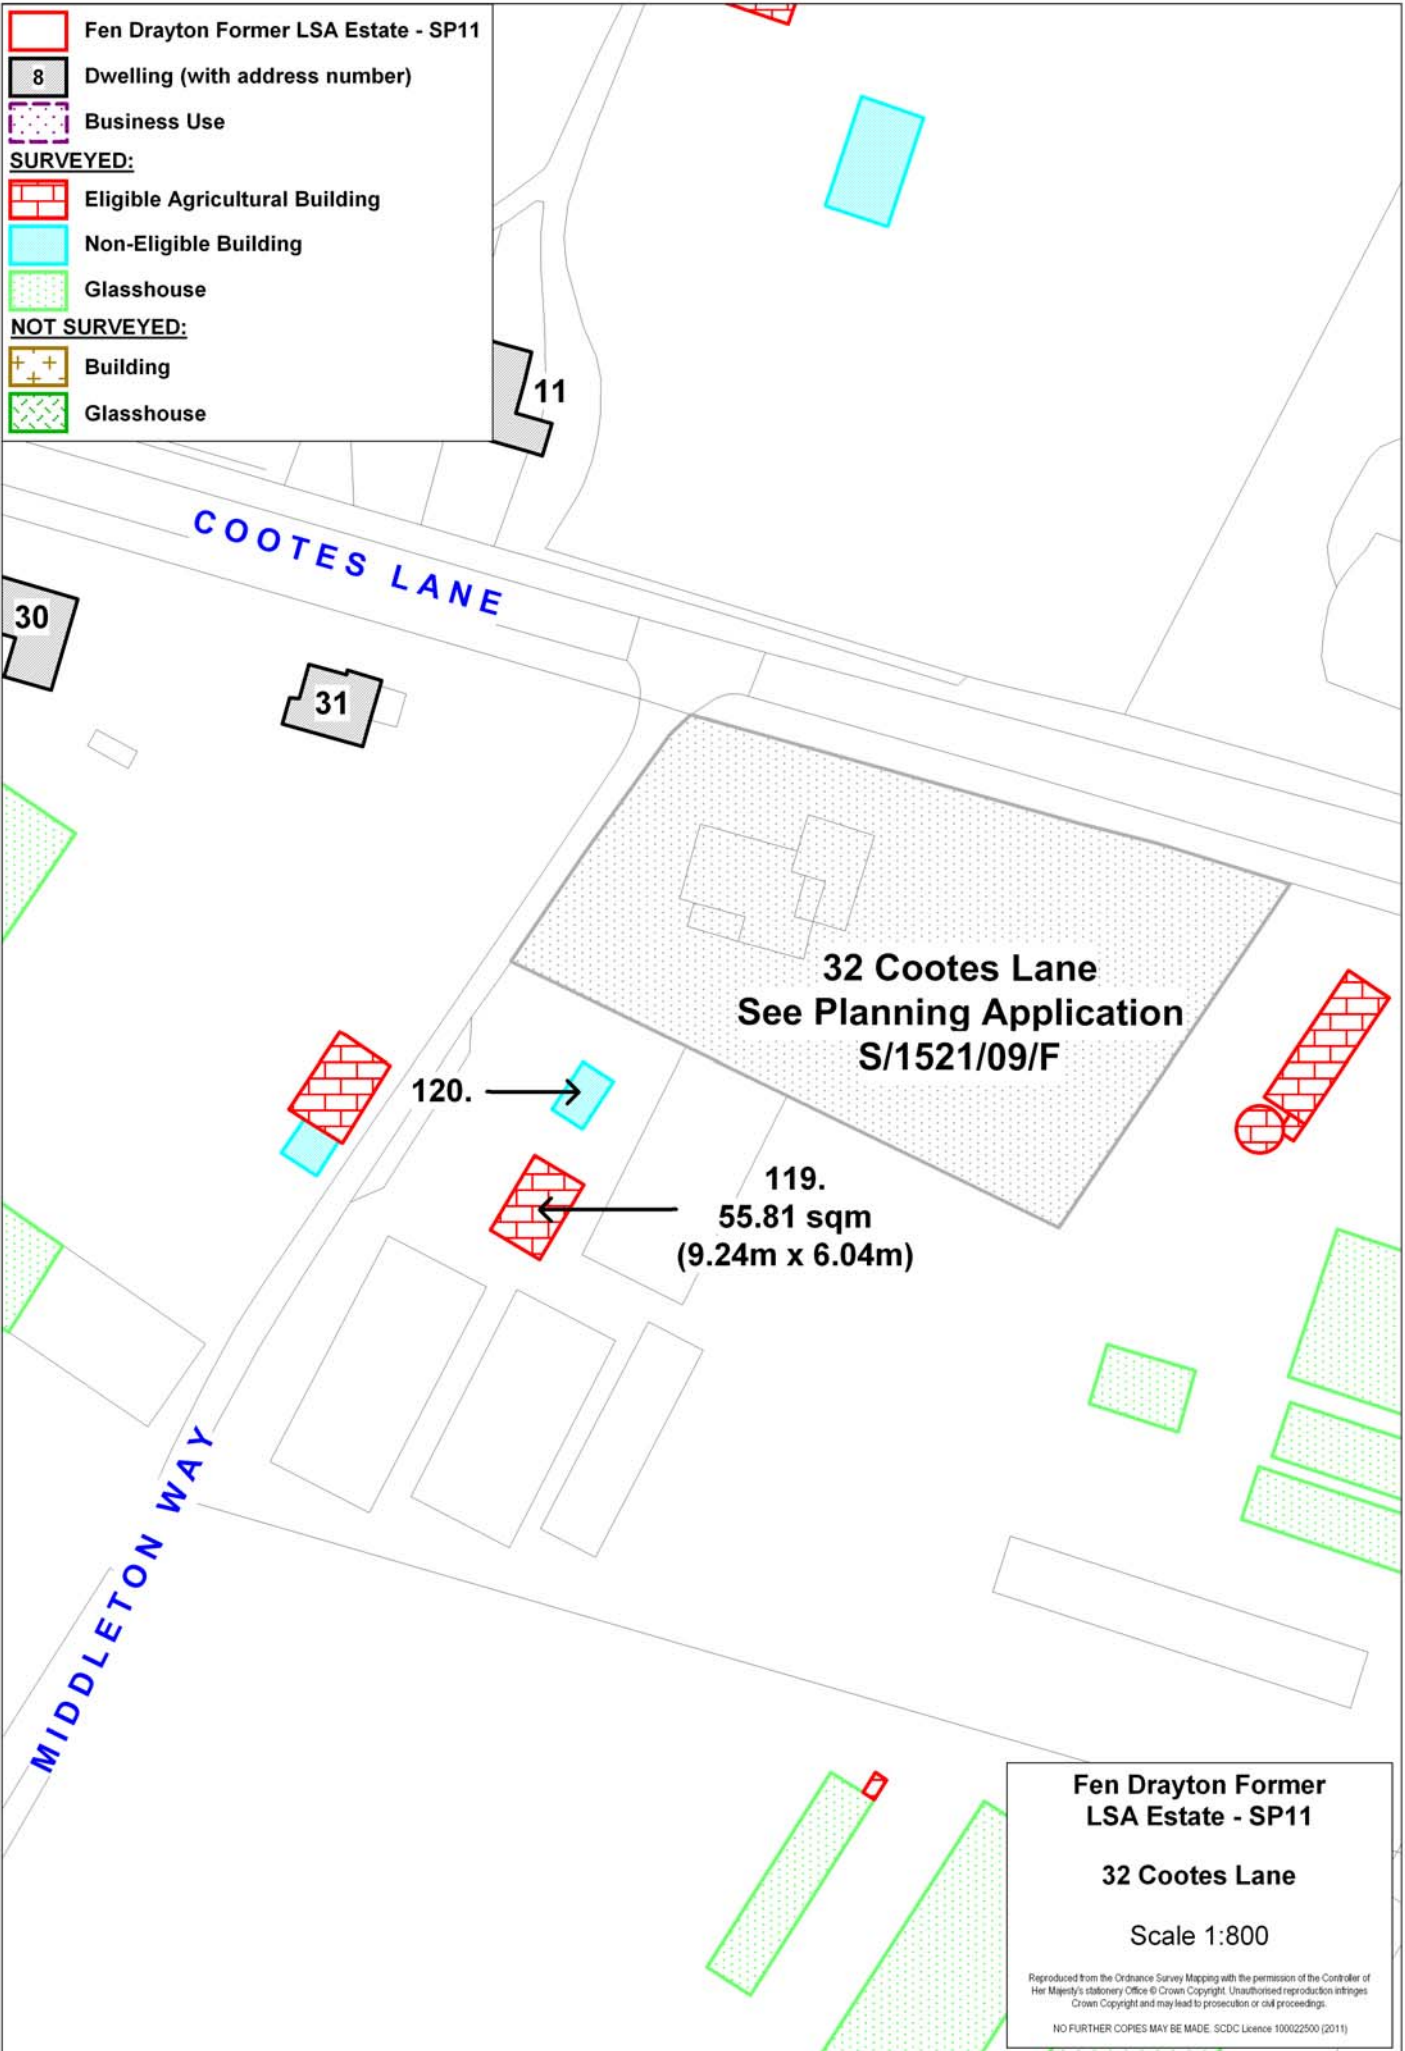 Fen Drayton Former LSA Estate - SP11
8 Dwelling (with address number)
Business Use
SURVEYED:
Eligible Agricultural Building
Non-Eligible Building
Glasshouse
NOT SURVEYED:
Building
Glasshouse
11
COOTES LANE
30
31
32 Cootes Lane
See Planning Application
S/1521/09/F
120.
119.
55.81 sqm
(9.24m x 6.04m)
MIDDLETON WAY
Fen Drayton Former
LSA Estate - SP11
32 Cootes Lane
Scale 1:800
Reproduced from the Ordnance Survey Mapping with the permission of the Controller of
Her Majesty's stationery Office © Crown Copyright. Unauthorised reproduction infringes
Crown Copyright and may lead to prosecution or civil proceedings.
NO FURTHER COPIES MAY BE MADE. SCDC Licence 100022500 (2011)